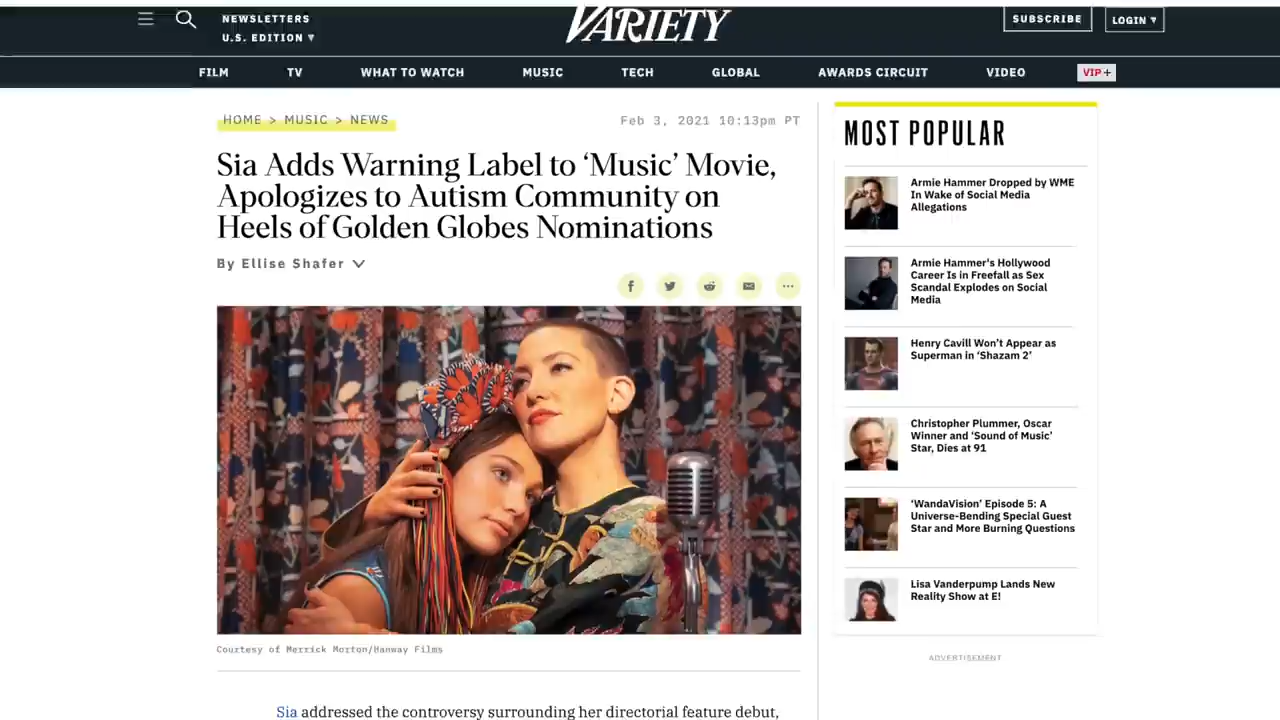 NEWSLETTERS
U.S. EDITION
VARIETY
SUBSCRIBE
LOGIN
FILM
TV
WHAT TO WATCH
MUSIC
TECH
GLOBAL
AWARDS CIRCUIT
VIDEO
VIP+
HOME > MUSIC > NEWS
Feb 3, 2021 10:13pm PT
Sia Adds Warning Label to ‘Music’ Movie,
Apologizes to Autism Community on
Heels of Golden Globes Nominations
By Ellise Shafer
Courtesy of Merrick Morton/Hanway Films
Sia addressed the controversy surrounding her directorial feature debut,
MOST POPULAR
Armie Hammer Dropped by WME
In Wake of Social Media
Allegations
Armie Hammer's Hollywood
Career Is in Freefall as Sex
Scandal Explodes on Social
Media
Henry Cavill Won’t Appear as
Superman in ‘Shazam 2’
Christopher Plummer, Oscar
Winner and ‘Sound of Music’
Star, Dies at 91
‘WandaVision’ Episode 5: A
Universe-Bending Special Guest
Star and More Burning Questions
Lisa Vanderpump Lands New
Reality Show at E!
ADVERTISEMENT